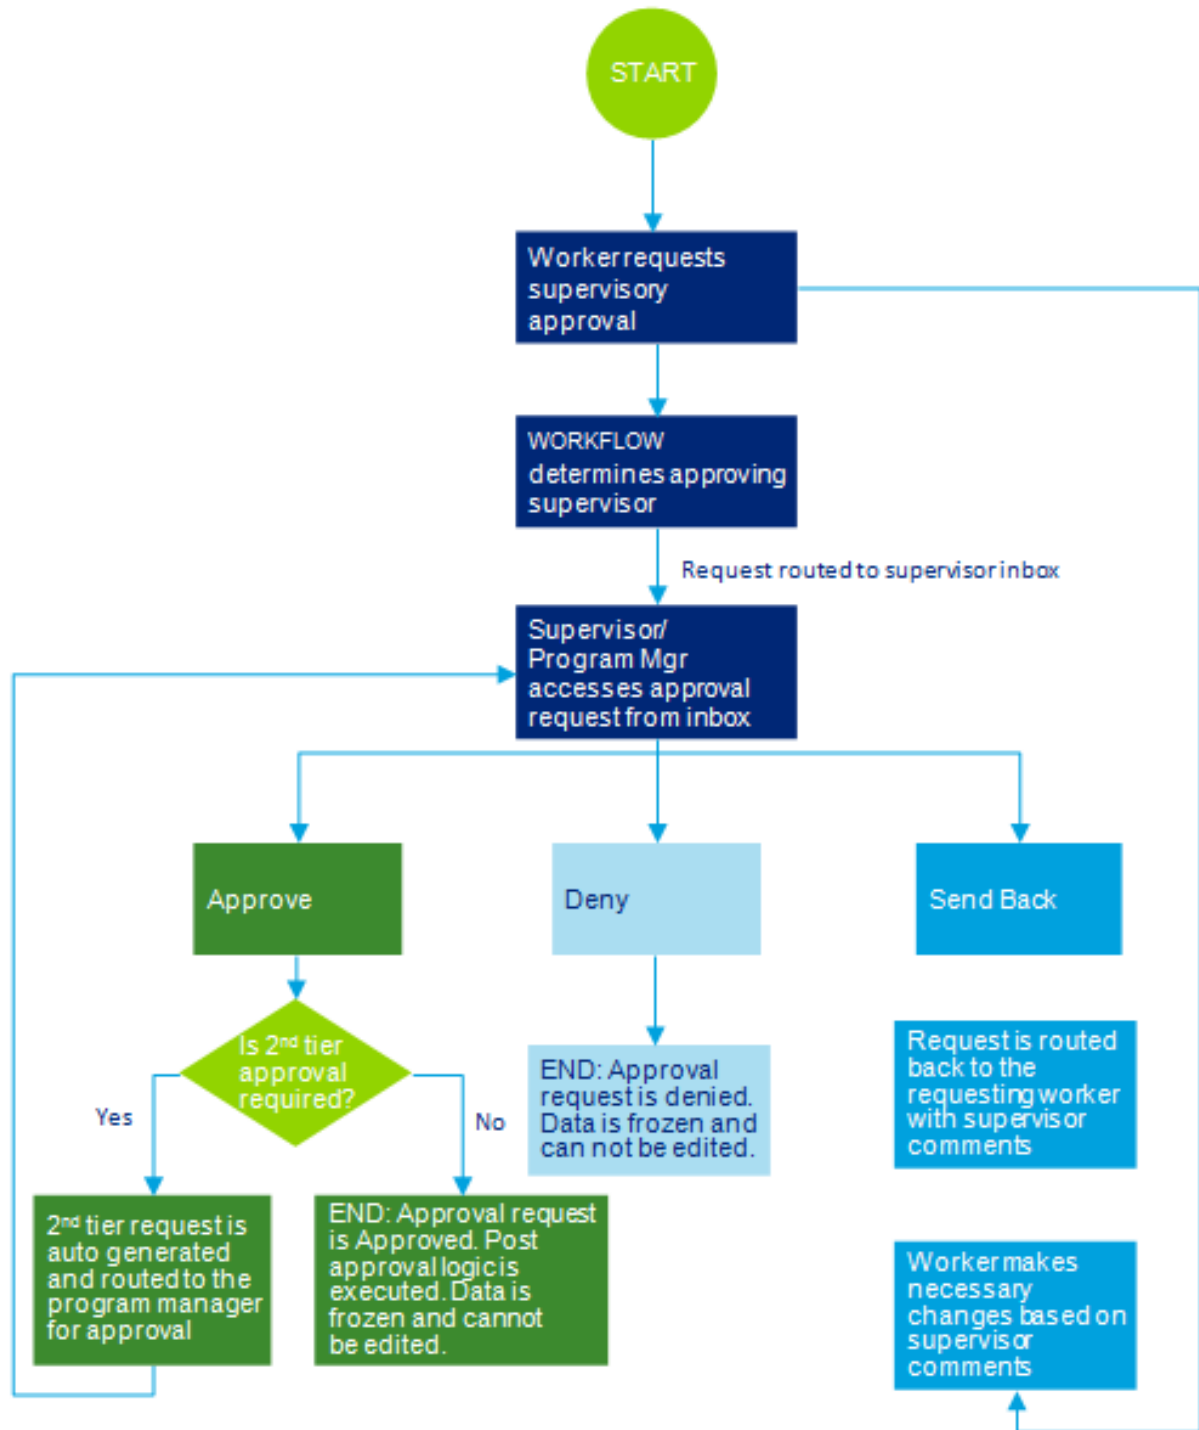 START
Worker requests
supervisory
approval
WORKFLOW
determines approving
supervisor
Request routed to supervisor inbox
Supervisor/
Program Mgr
accesses approval
request from inbox
Approve
Deny
Send Back
Is 2nd tier
approval
required?
Yes
No
END: Approval
request is denied.
Data is frozen and
can not be edited.
Request is routed
back to the
requesting worker
with supervisor
comments
2nd tier request is
auto generated
and routed to the
program manager
for approval
END: Approval request
is Approved. Post
approval logic is
executed. Data is
frozen and cannot
be edited.
Worker makes
necessary
changes based on
supervisor
comments